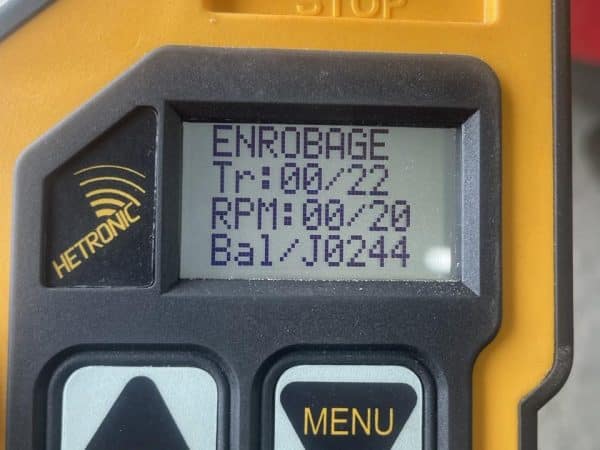 STOP
ENROBAGE
Tr:00/22
RPM:00/20
Bal/J0244
HETRONIC
MENU